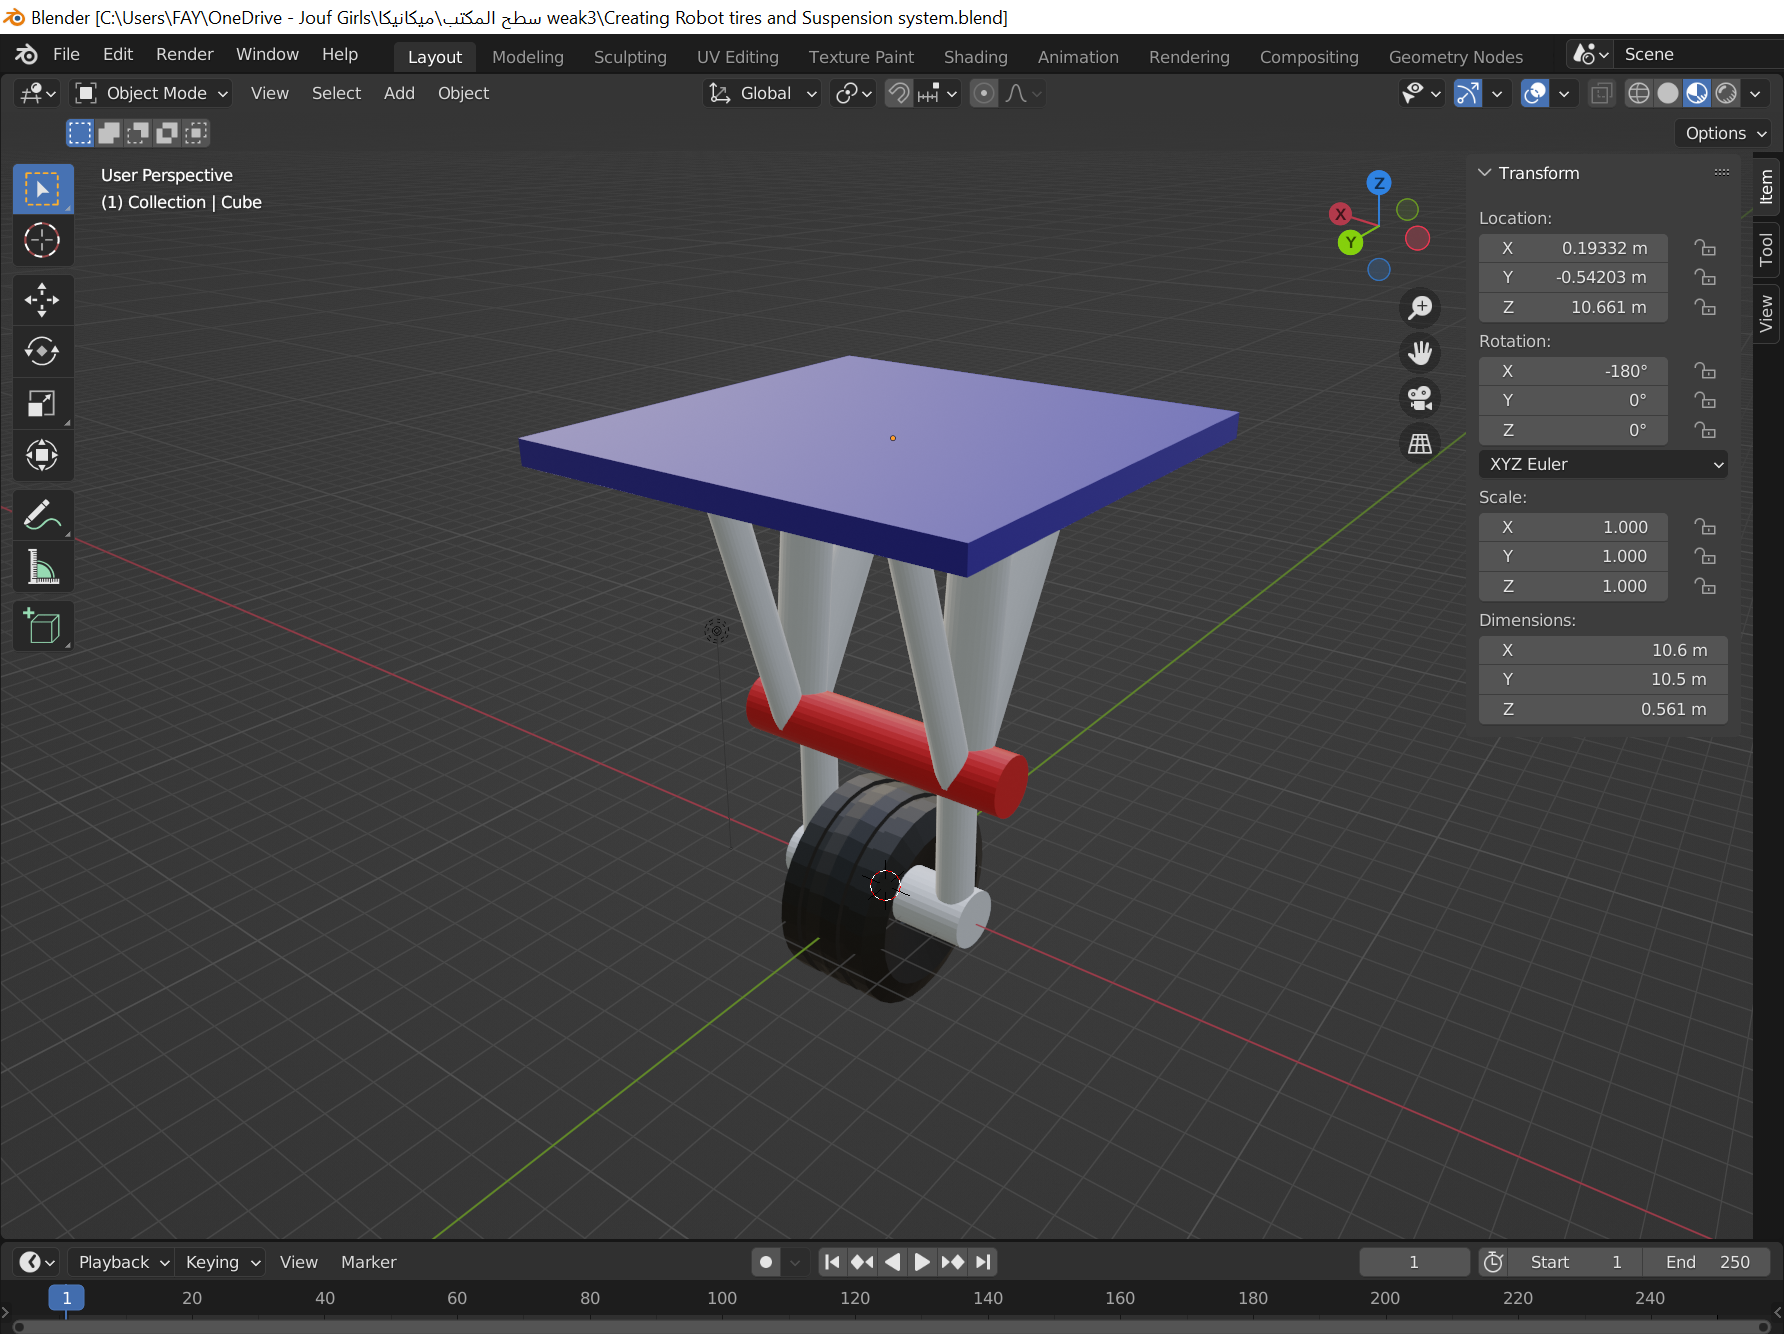 Blender [C:\Users\FAY\OneDrive - Jouf Girls\سطح المكتب\ميكانيكا weak3\Creating Robot tires and Suspension system.blend]
File Edit Render Window Help Layout Modeling Sculpting UV Editing Texture Paint Shading Animation Rendering Compositing Geometry Nodes Scene
Object Mode View Select Add Object Global
Options
User Perspective
(1) Collection | Cube
Z
X
Y
Transform
Location:
X 0.19332 m
Y -0.54203 m
Z 10.661 m
Rotation:
X -180°
Y 0°
Z 0°
XYZ Euler
Scale:
X 1.000
Y 1.000
Z 1.000
Dimensions:
X 10.6 m
Y 10.5 m
Z 0.561 m
Item
Tool
View
Playback Keying View Marker 1 Start 1 End 250
1 20 40 60 80 100 120 140 160 180 200 220 240